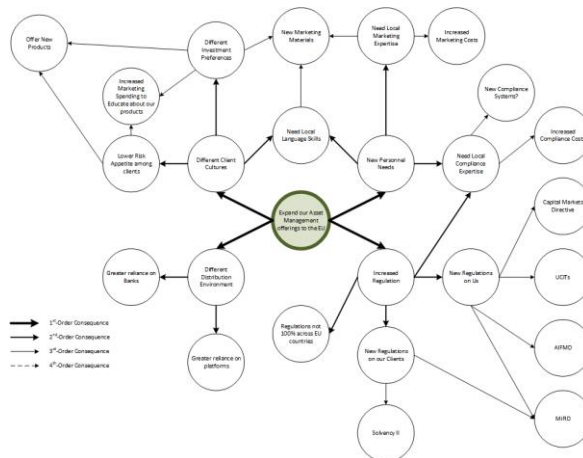 Offer New
Products
Different
Investment
Preferences
New Marketing
Materials
Need Local
Marketing
Expertise
Increased
Marketing Costs
Increased
Marketing
Spending to
Educate about our
products
New Compliance
Systems?
Lower Risk
Appetite among
clients
Different Client
Cultures
Need Local
Language Skills
New Personnel
Needs
Need Local
Compliance
Expertise
Increased
Compliance Costs
Expand our Asset
Management
offerings to the EU
Capital Markets
Directive
Greater reliance on
Banks
Different
Distribution
Environment
Increased
Regulation
New Regulations
on Us
UCITs
1st-Order Consequence
2nd-Order Consequence
3rd-Order Consequence
4th-Order Consequence
Greater reliance on
platforms
Regulations not
100% across EU
countries
New Regulations
on our Clients
AIFMD
Solvency II
MiFID